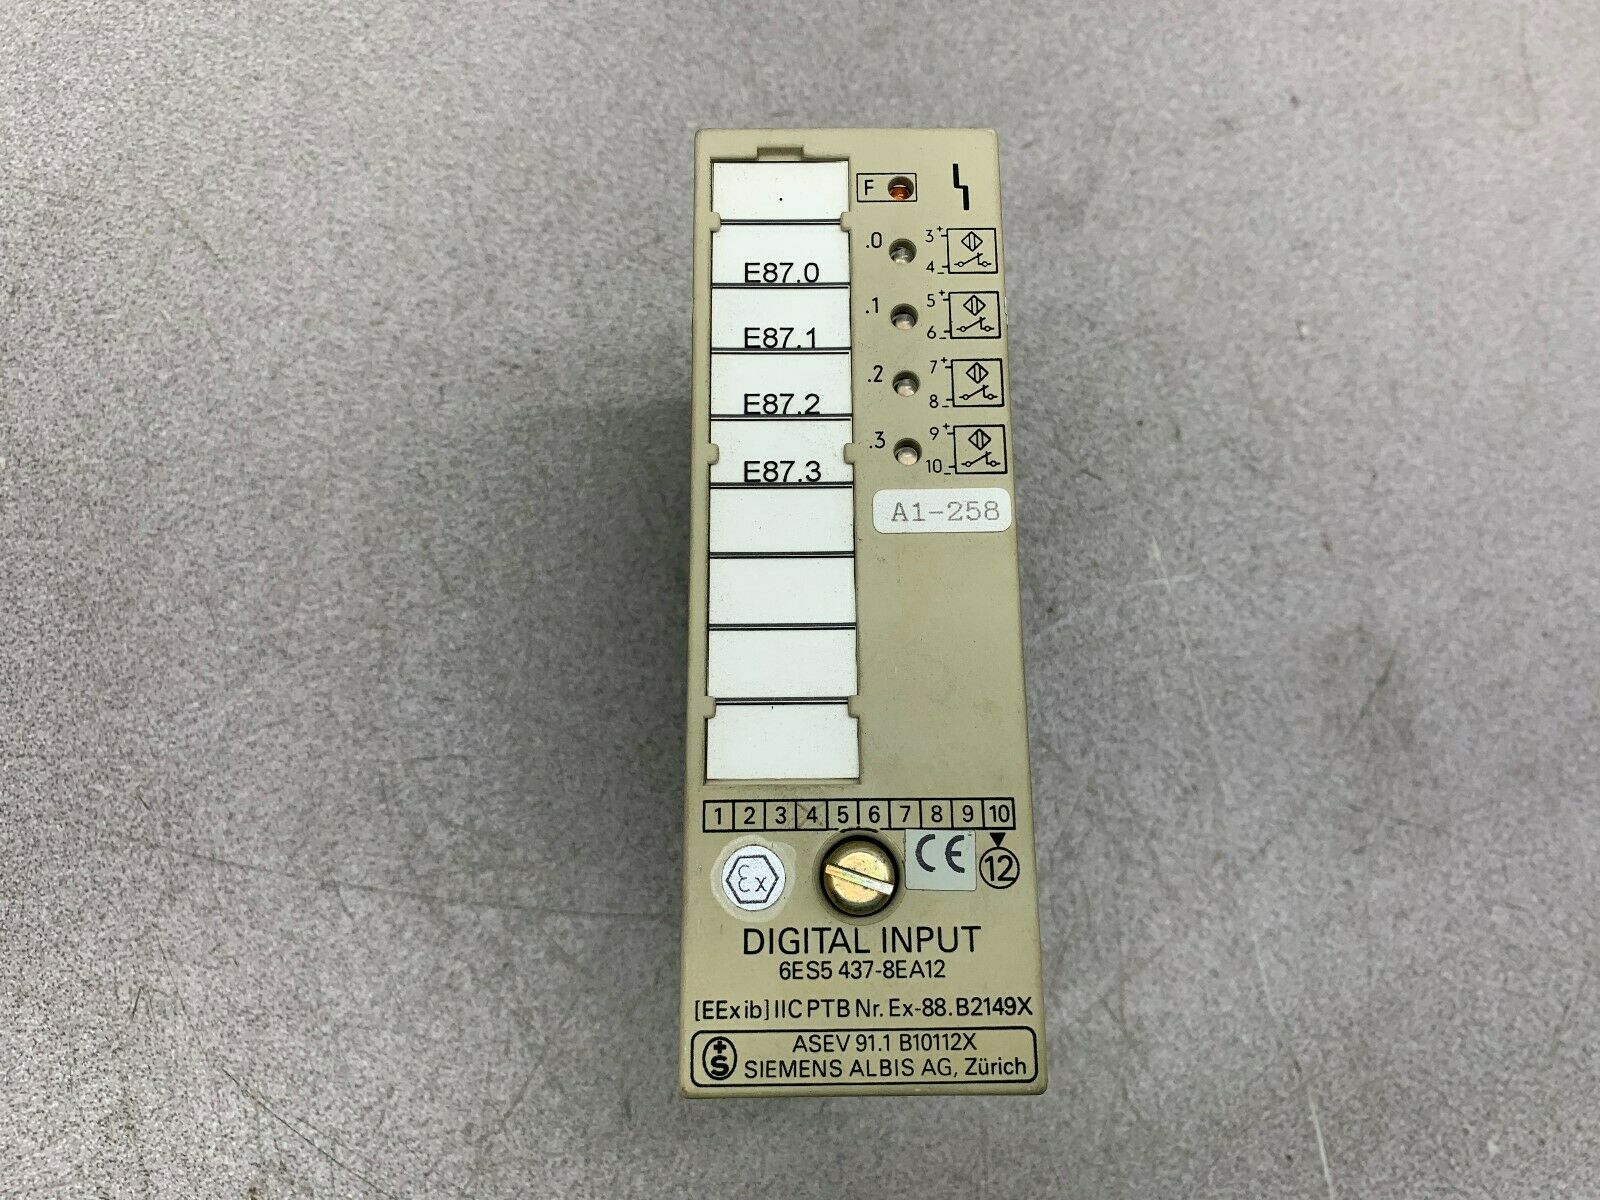 F
.0 3+ 4-
E87.0
.1 5+ 6-
E87.1
.2 7+ 8-
E87.2
.3 9+ 10-
E87.3
A1-258
1 2 3 4 5 6 7 8 9 10
Ex CE 12
DIGITAL INPUT
6ES5 437-8EA12
[EExib] IIC PTB Nr. Ex-88.B2149X
+S ASEV 91.1 B10112X
SIEMENS ALBIS AG, Zürich